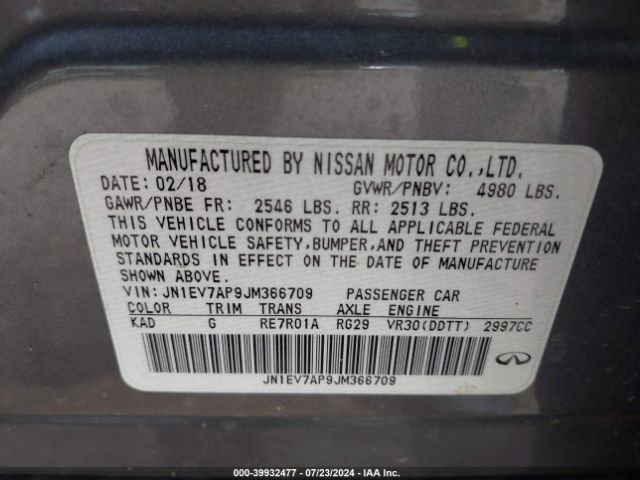 MANUFACTURED BY NISSAN MOTOR CO.,LTD.
DATE: 02/18 GVWR/PNBV: 4980 LBS.
GAWR/PNBE FR: 2546 LBS. RR: 2513 LBS.
THIS VEHICLE CONFORMS TO ALL APPLICABLE FEDERAL
MOTOR VEHICLE SAFETY,BUMPER,AND THEFT PREVENTION
STANDARDS IN EFFECT ON THE DATE OF MANUFACTURE
SHOWN ABOVE.
VIN: JN1EV7AP9JM366709 PASSENGER CAR
COLOR TRIM TRANS AXLE ENGINE
KAD G RE7R01A RG29 VR30(DDTT) 2997CC
JN1EV7AP9JM366709
000-39932477 - 07/23/2024 - IAA Inc.